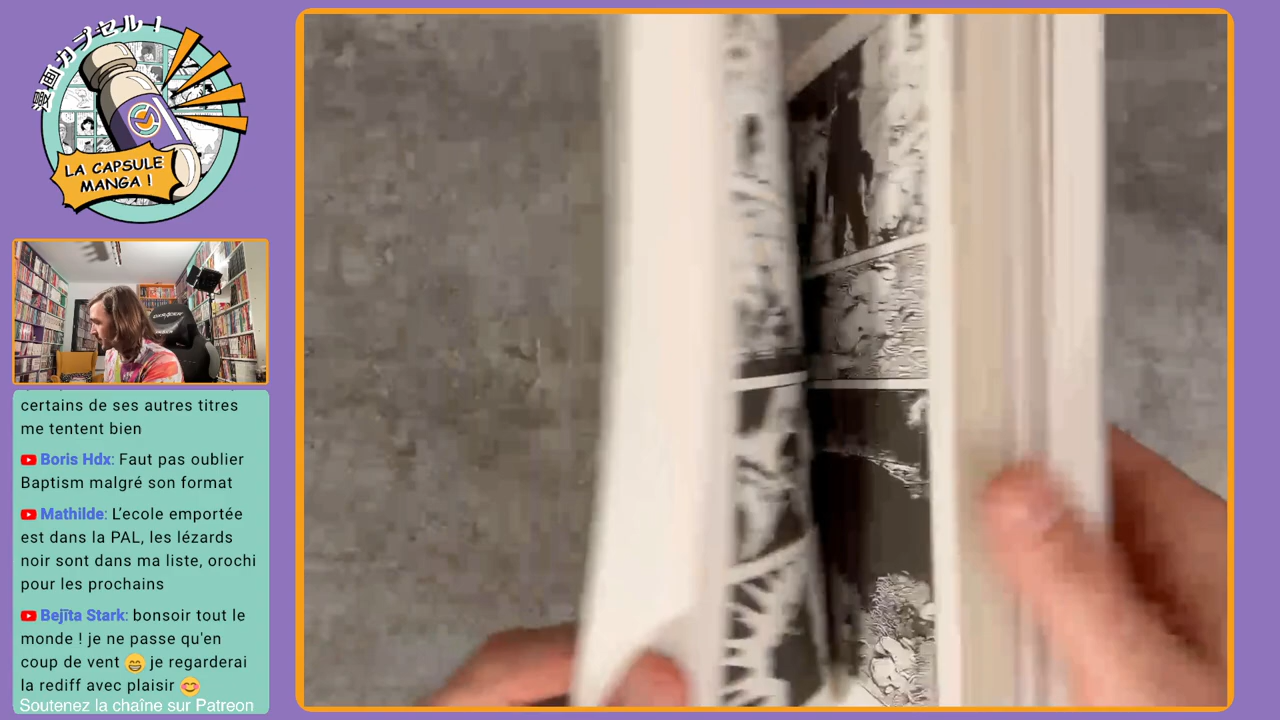 漫画カプセル！
LA CAPSULE
MANGA !
certains de ses autres titres
me tentent bien
Boris Hdx: Faut pas oublier
Baptism malgré son format
Mathilde: L’ecole emportée
est dans la PAL, les lézards
noir sont dans ma liste, orochi
pour les prochains
Bejīta Stark: bonsoir tout le
monde ! je ne passe qu'en
coup de vent 😄 je regarderai
la rediff avec plaisir 😊
Soutenez la chaîne sur Patreon